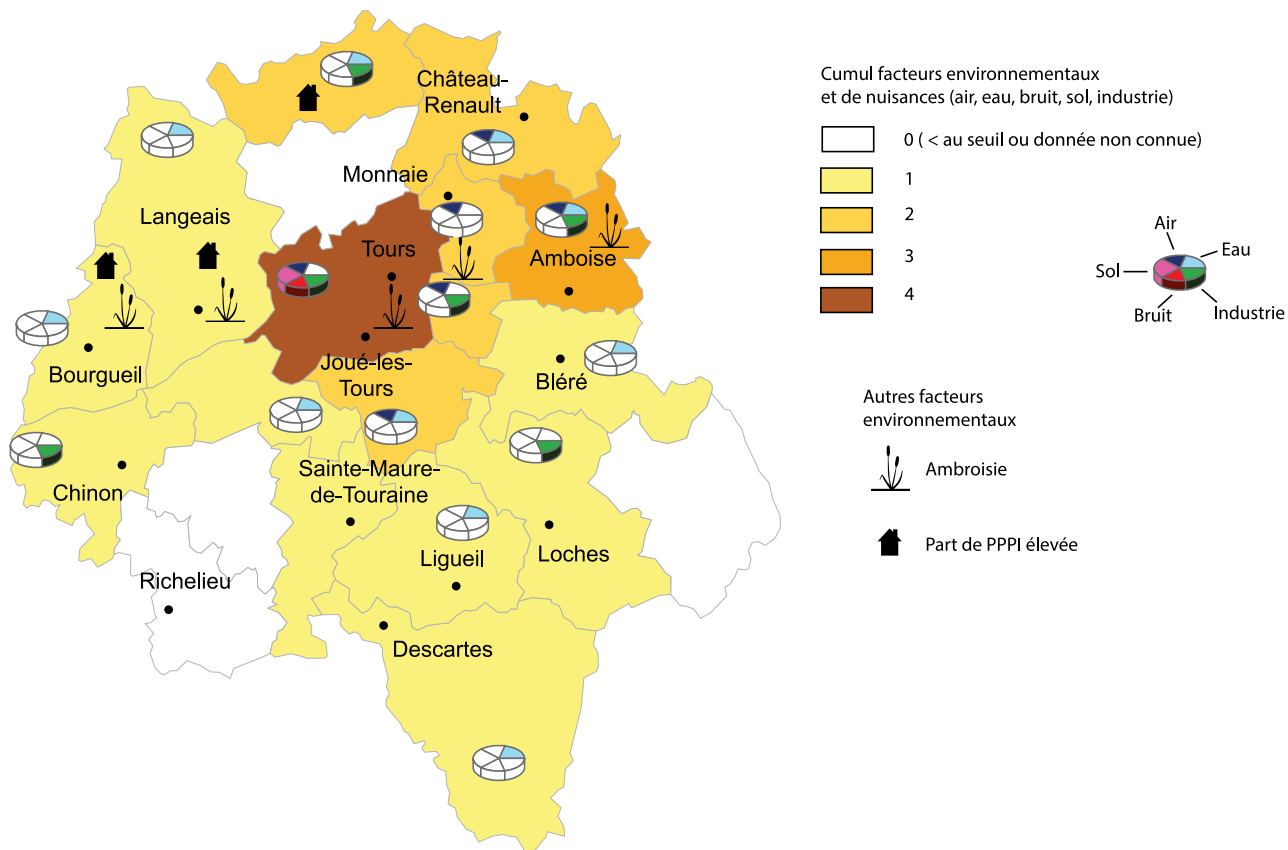 Château-
Renault
Monnaie
Langeais
Tours
Amboise
Joué-les-
Tours
Bléré
Bourgueil
Chinon
Sainte-Maure-
de-Touraine
Ligueil
Loches
Richelieu
Descartes
Cumul facteurs environnementaux
et de nuisances (air, eau, bruit, sol, industrie)
0 ( < au seuil ou donnée non connue)
1
2
3
4
Air
Eau
Sol
Bruit
Industrie
Autres facteurs
environnementaux
Ambroisie
Part de PPPI élevée